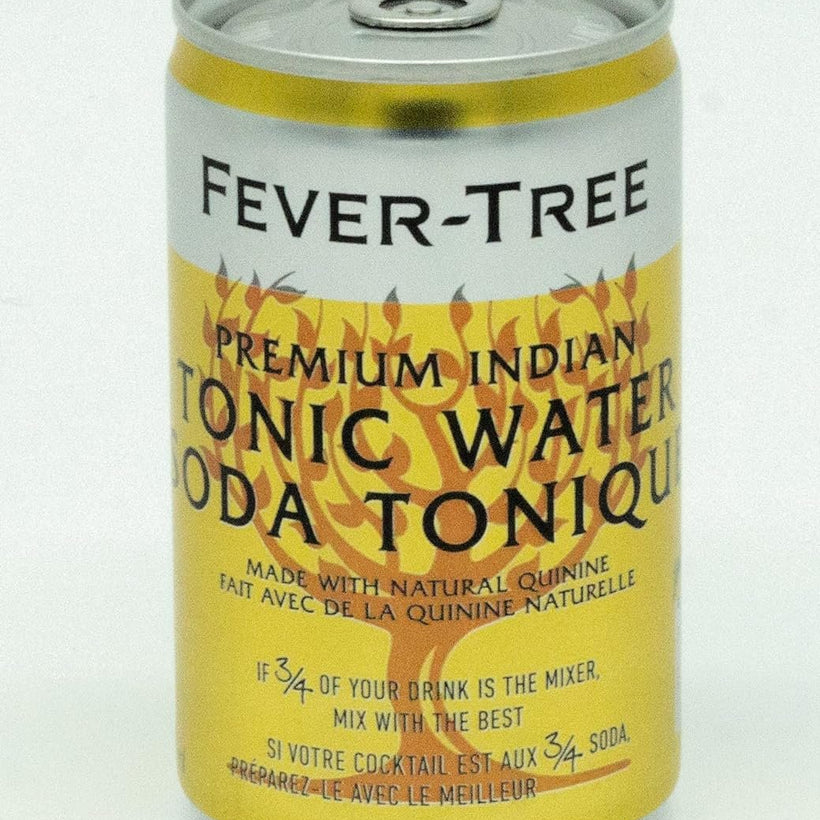 FEVER-TREE
PREMIUM INDIAN
TONIC WATER
SODA TONIQUE
MADE WITH NATURAL QUININE
FAIT AVEC DE LA QUININE NATURELLE
IF 3/4 OF YOUR DRINK IS THE MIXER,
MIX WITH THE BEST
SI VOTRE COCKTAIL EST AUX 3/4 SODA,
PRÉPAREZ-LE AVEC LE MEILLEUR